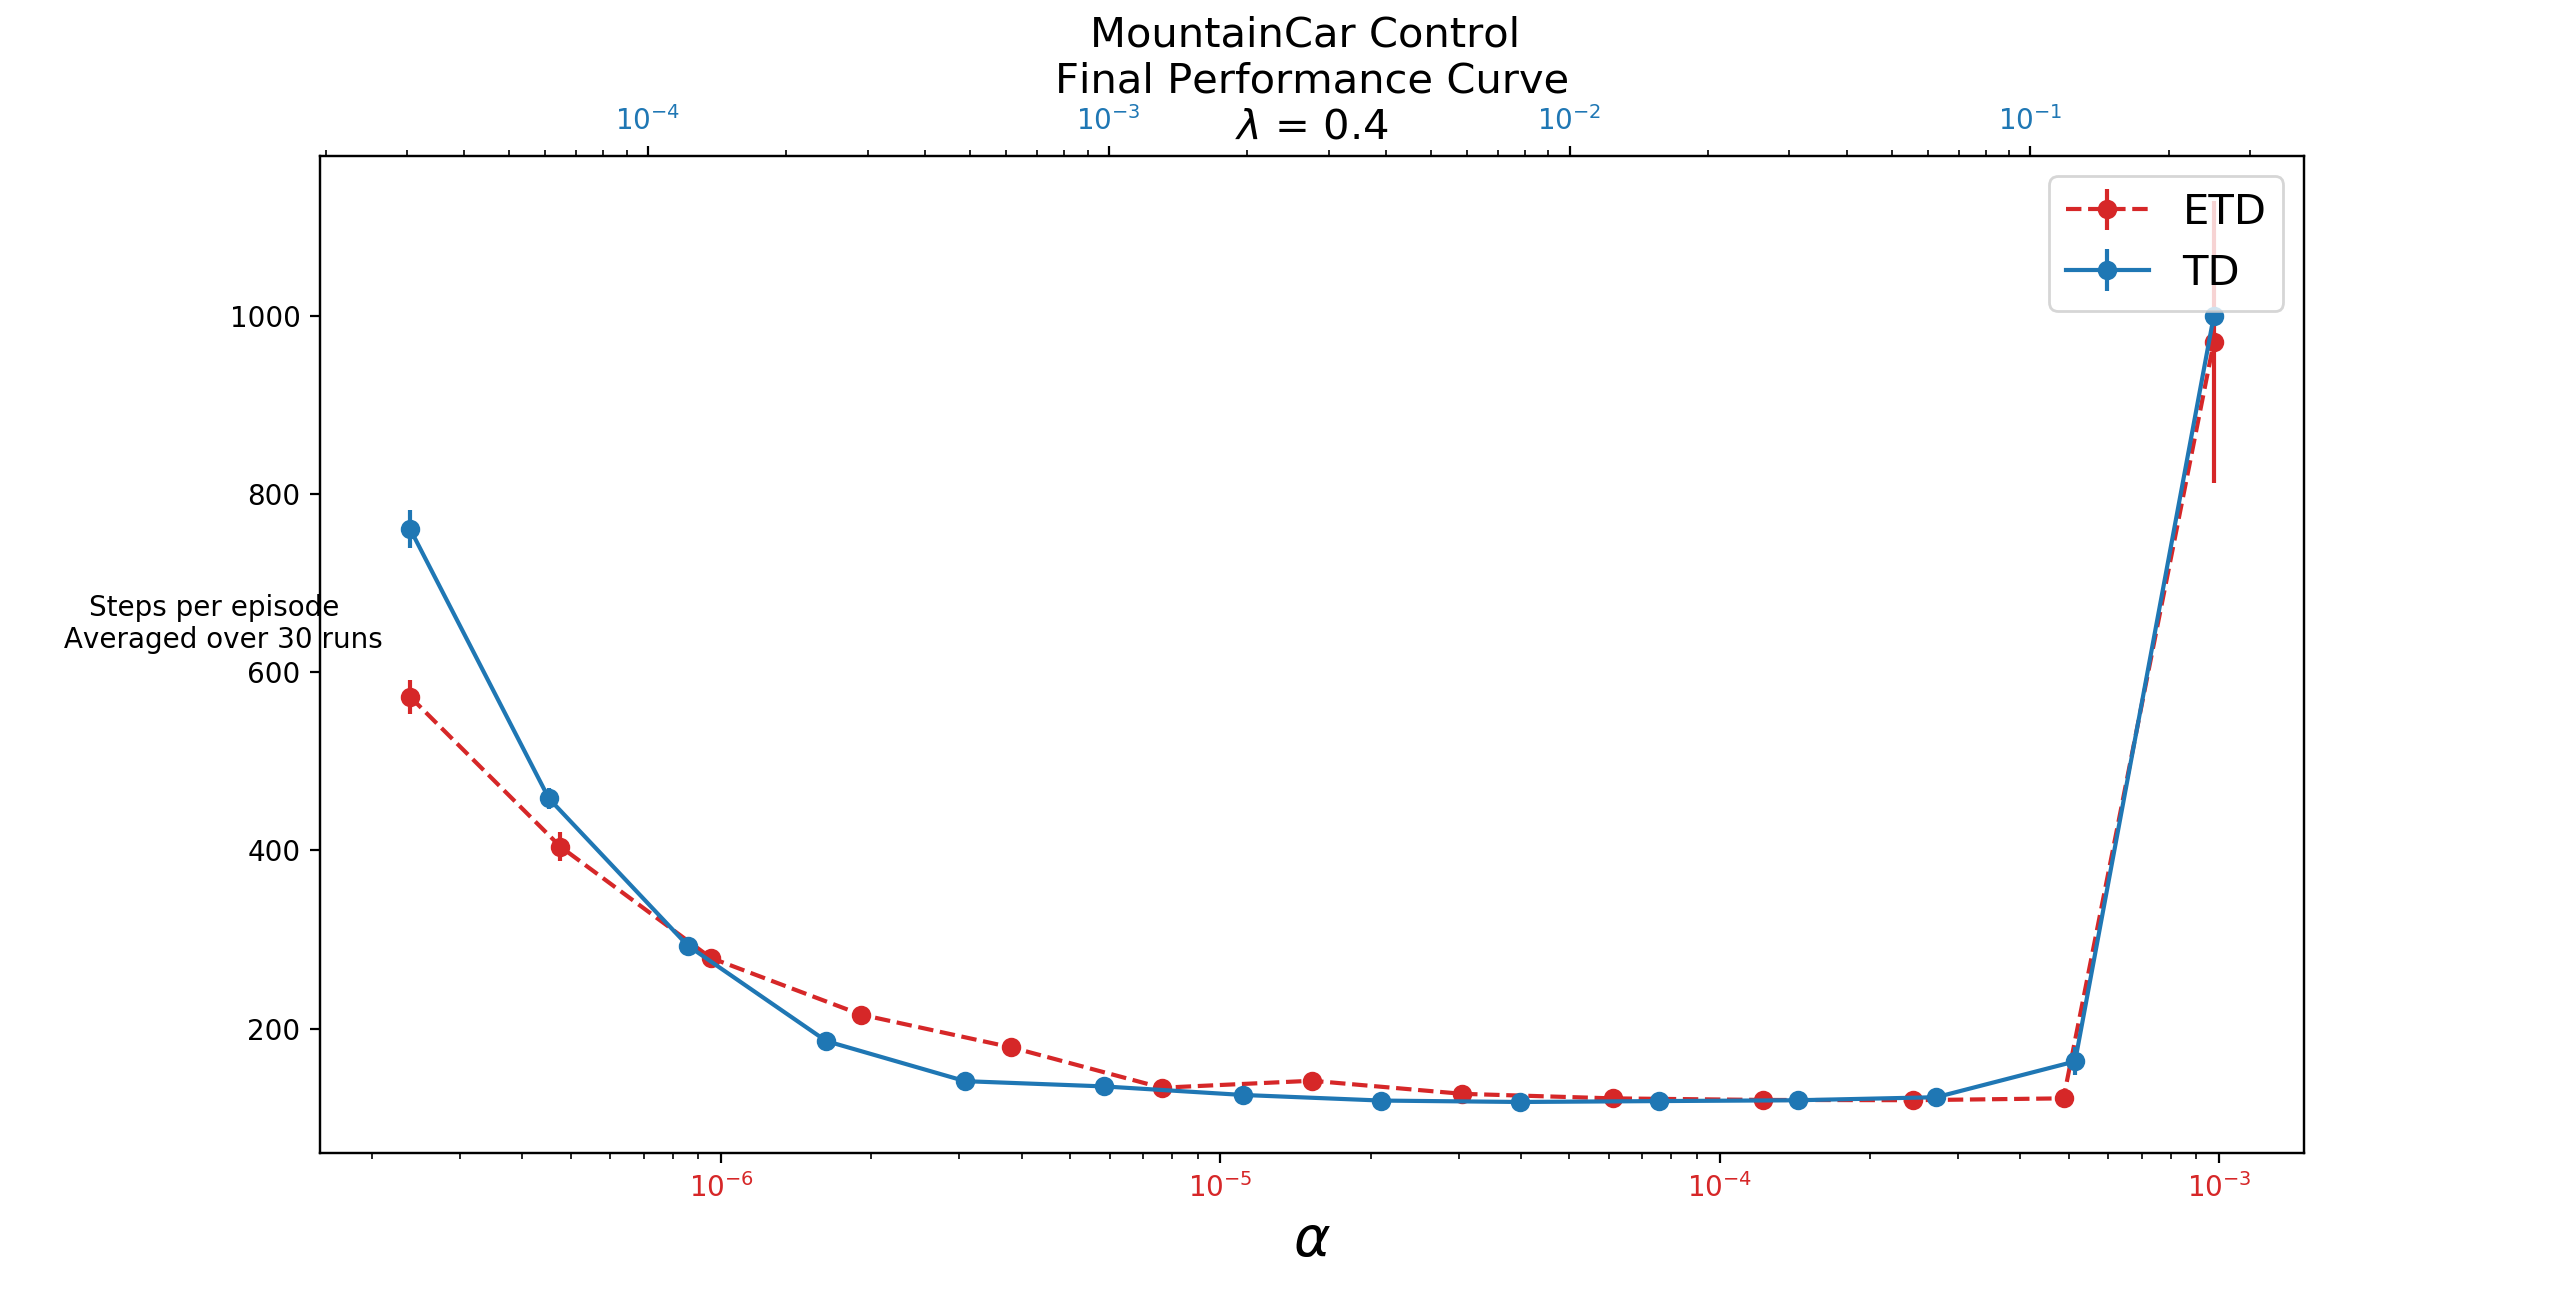 MountainCar Control
Final Performance Curve
λ = 0.4
10⁻⁴ 10⁻³ 10⁻² 10⁻¹
ETD
TD
1000
800
Steps per episode
Averaged over 30 runs
600
400
200
10⁻⁶ 10⁻⁵ 10⁻⁴ 10⁻³
α